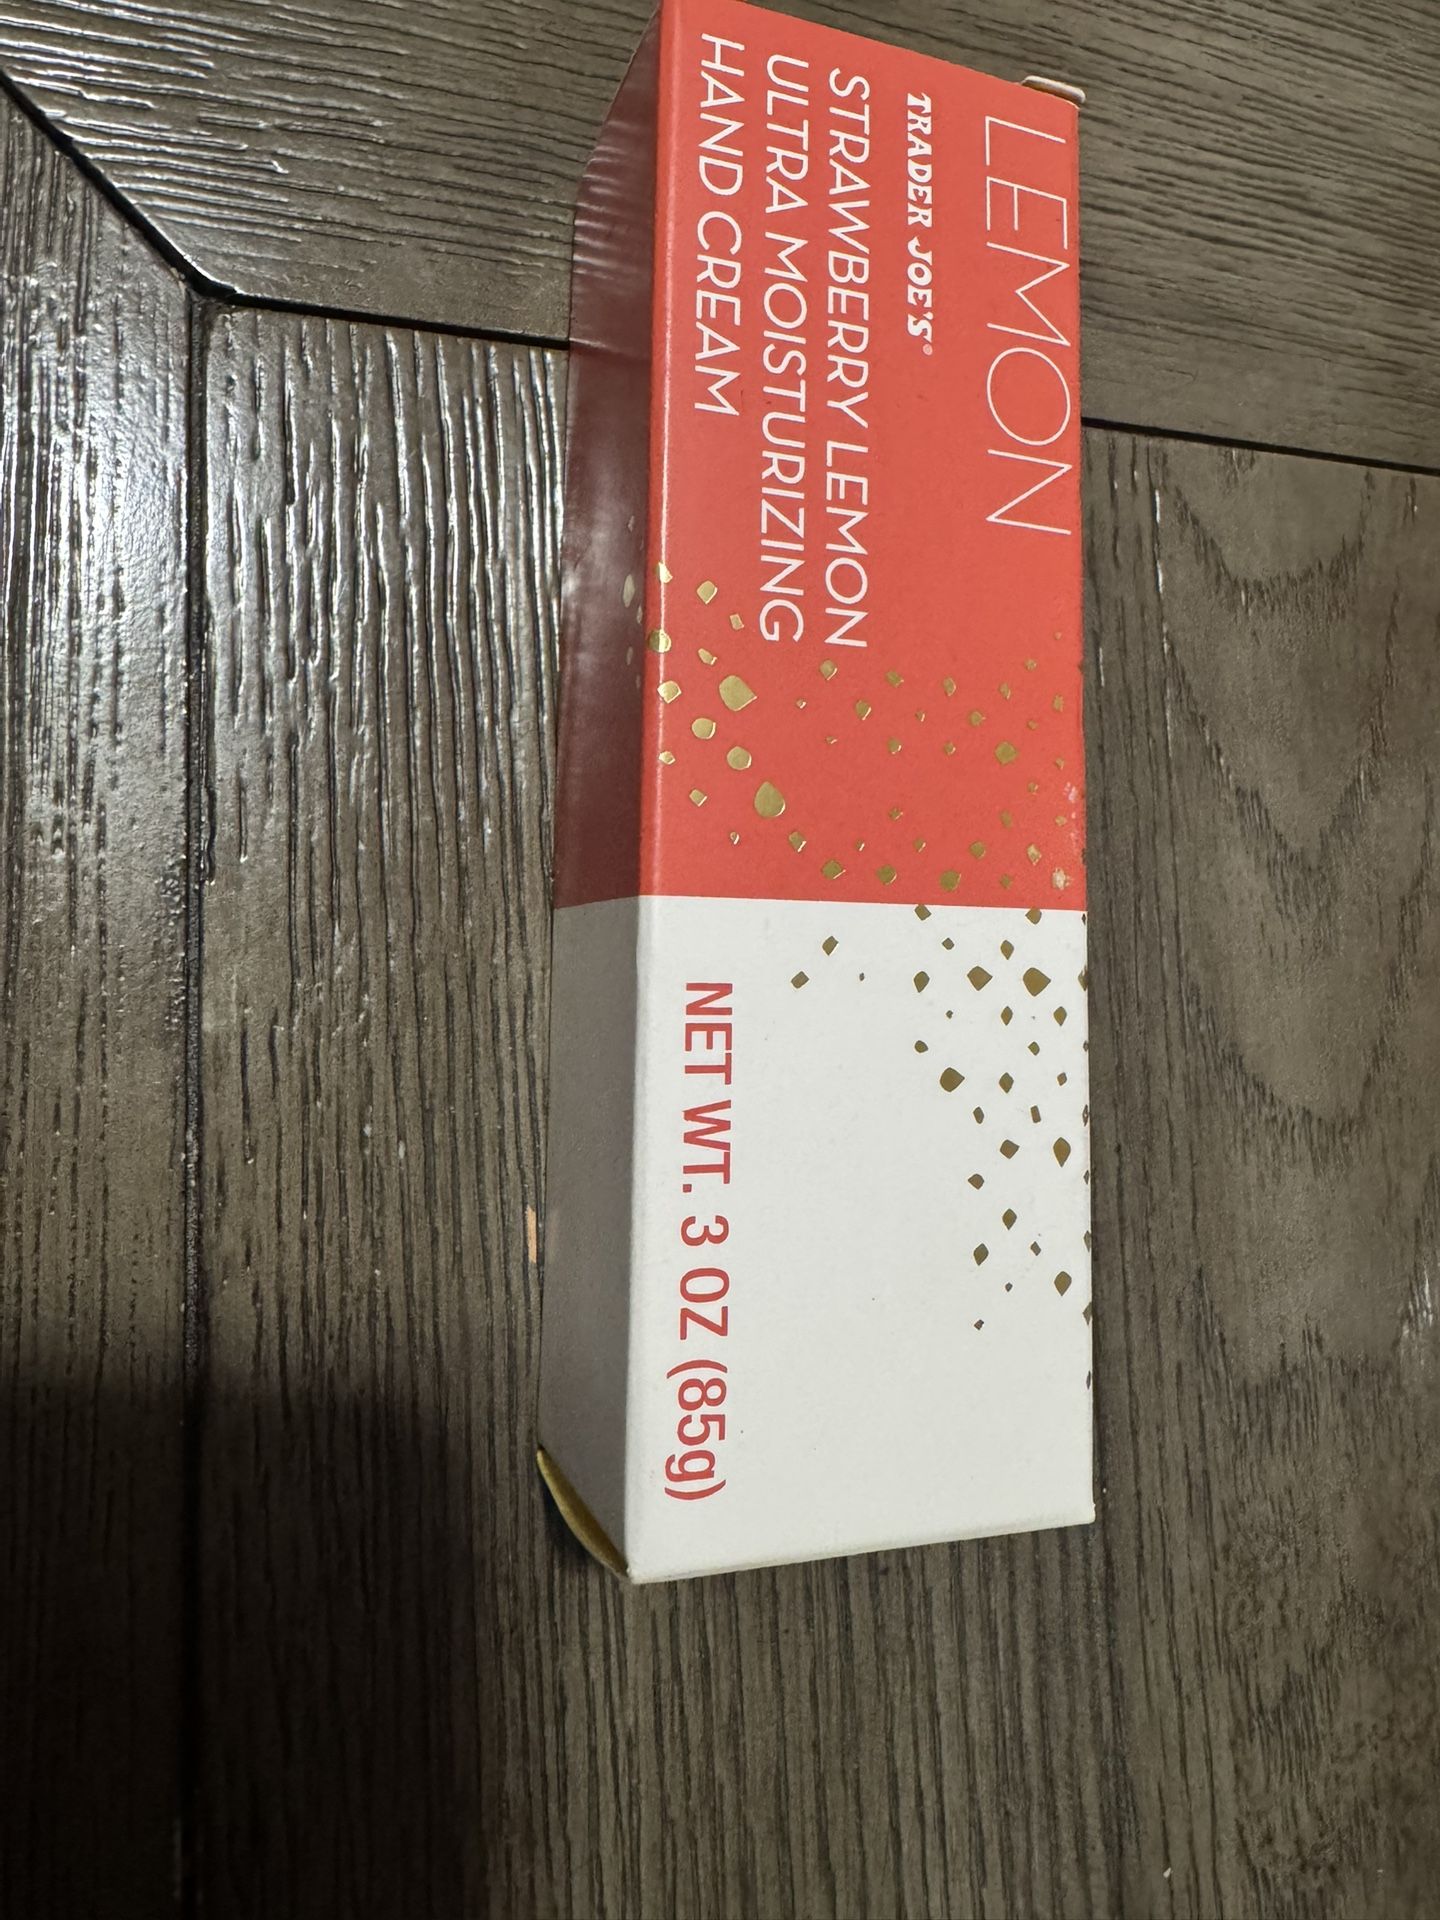 LEMON
TRADER JOE'S®
STRAWBERRY LEMON
ULTRA MOISTURIZING
HAND CREAM
NET WT. 3 OZ (85g)